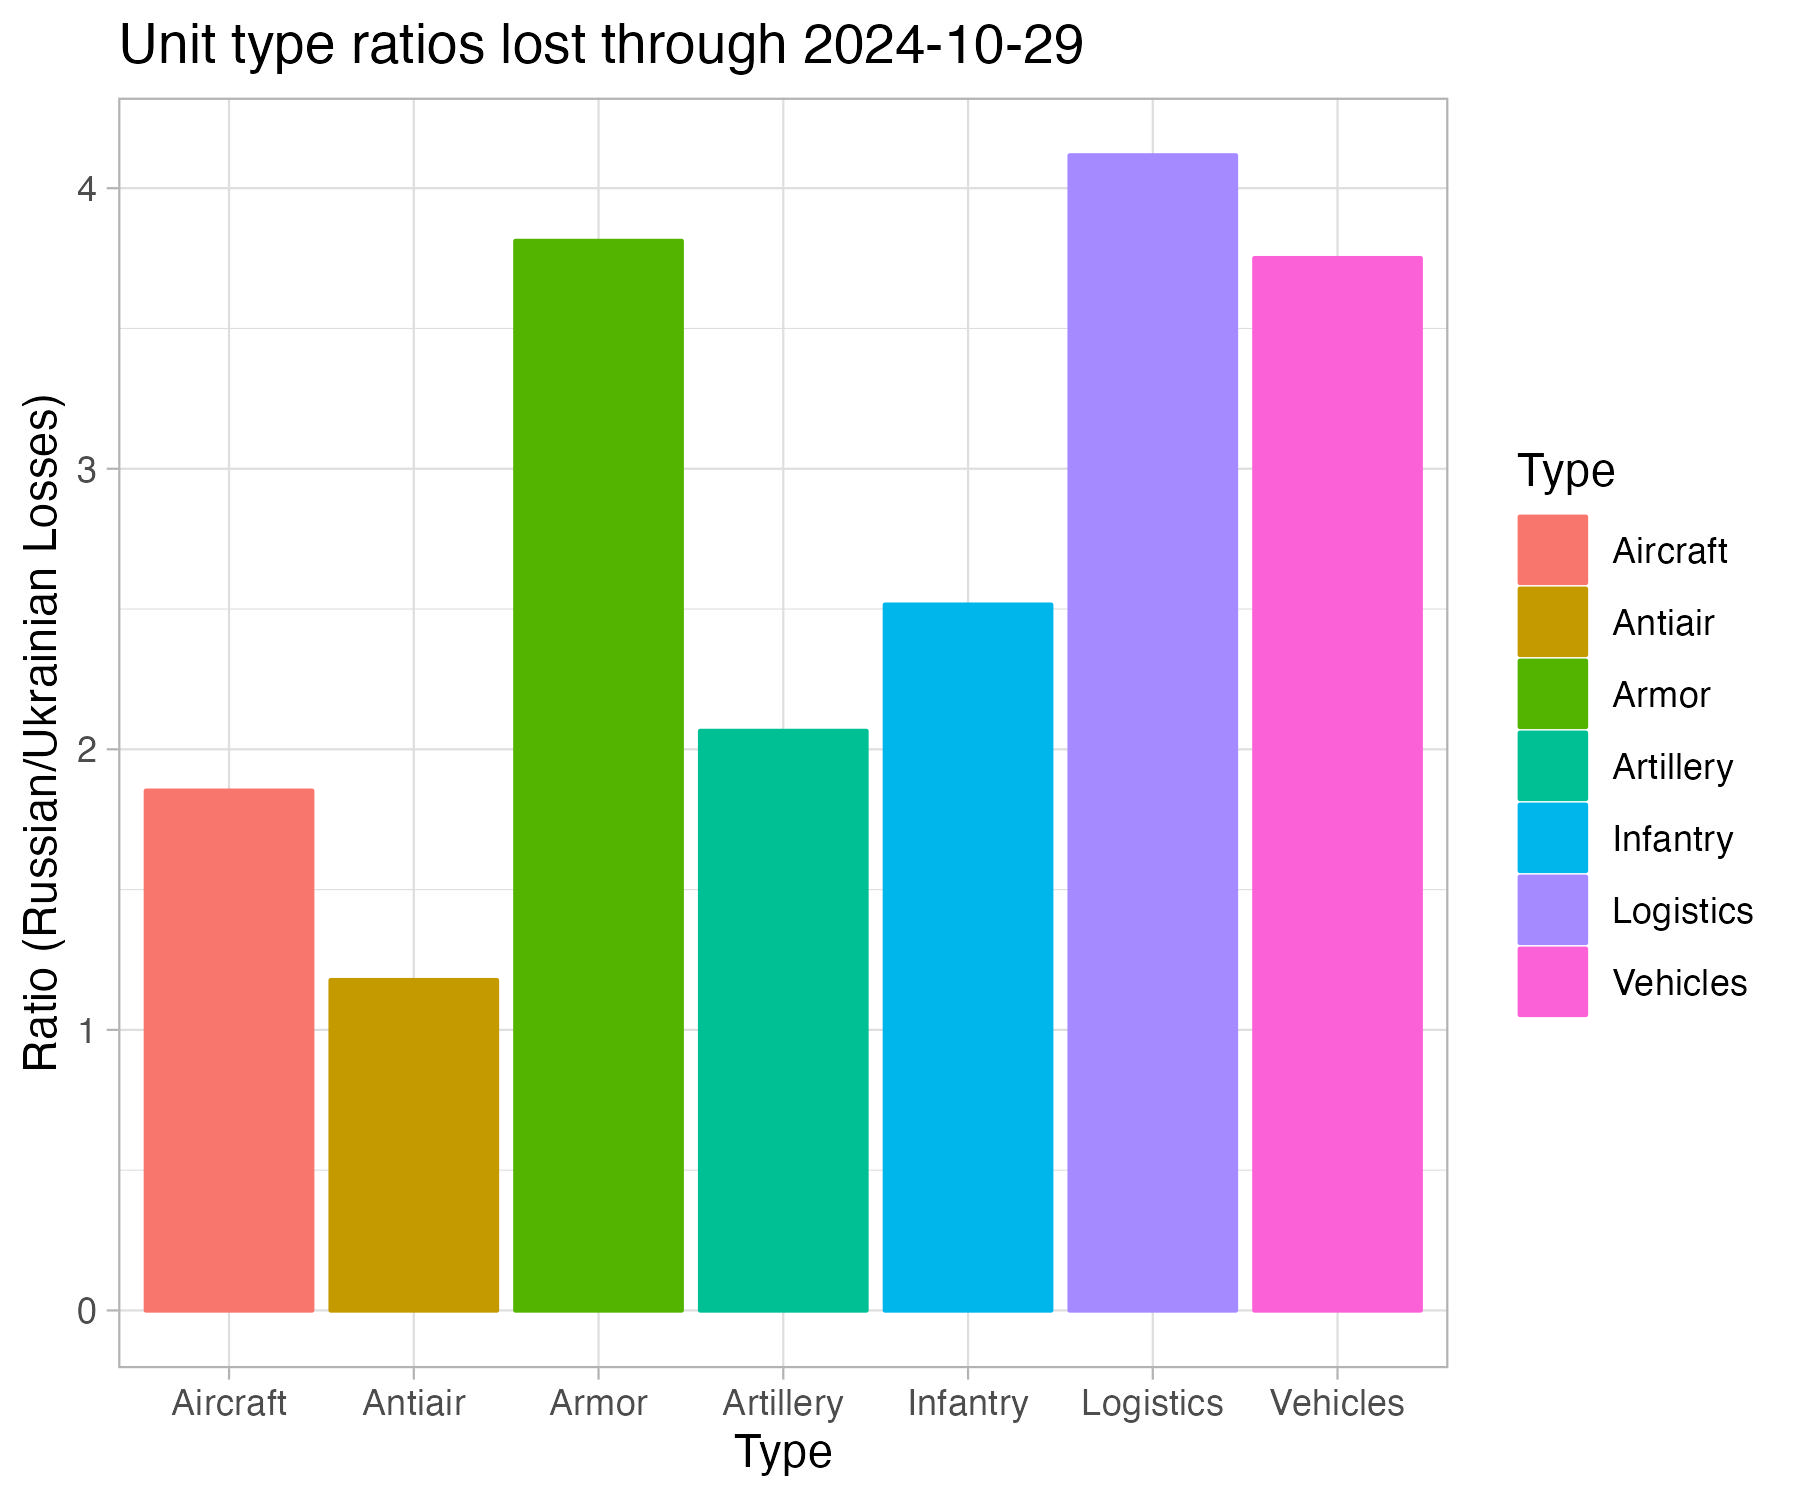 Unit type ratios lost through 2024-10-29
Ratio (Russian/Ukrainian Losses)
4
3
2
1
0
Aircraft
Antiair
Armor
Artillery
Infantry
Logistics
Vehicles
Type
Type
Aircraft
Antiair
Armor
Artillery
Infantry
Logistics
Vehicles